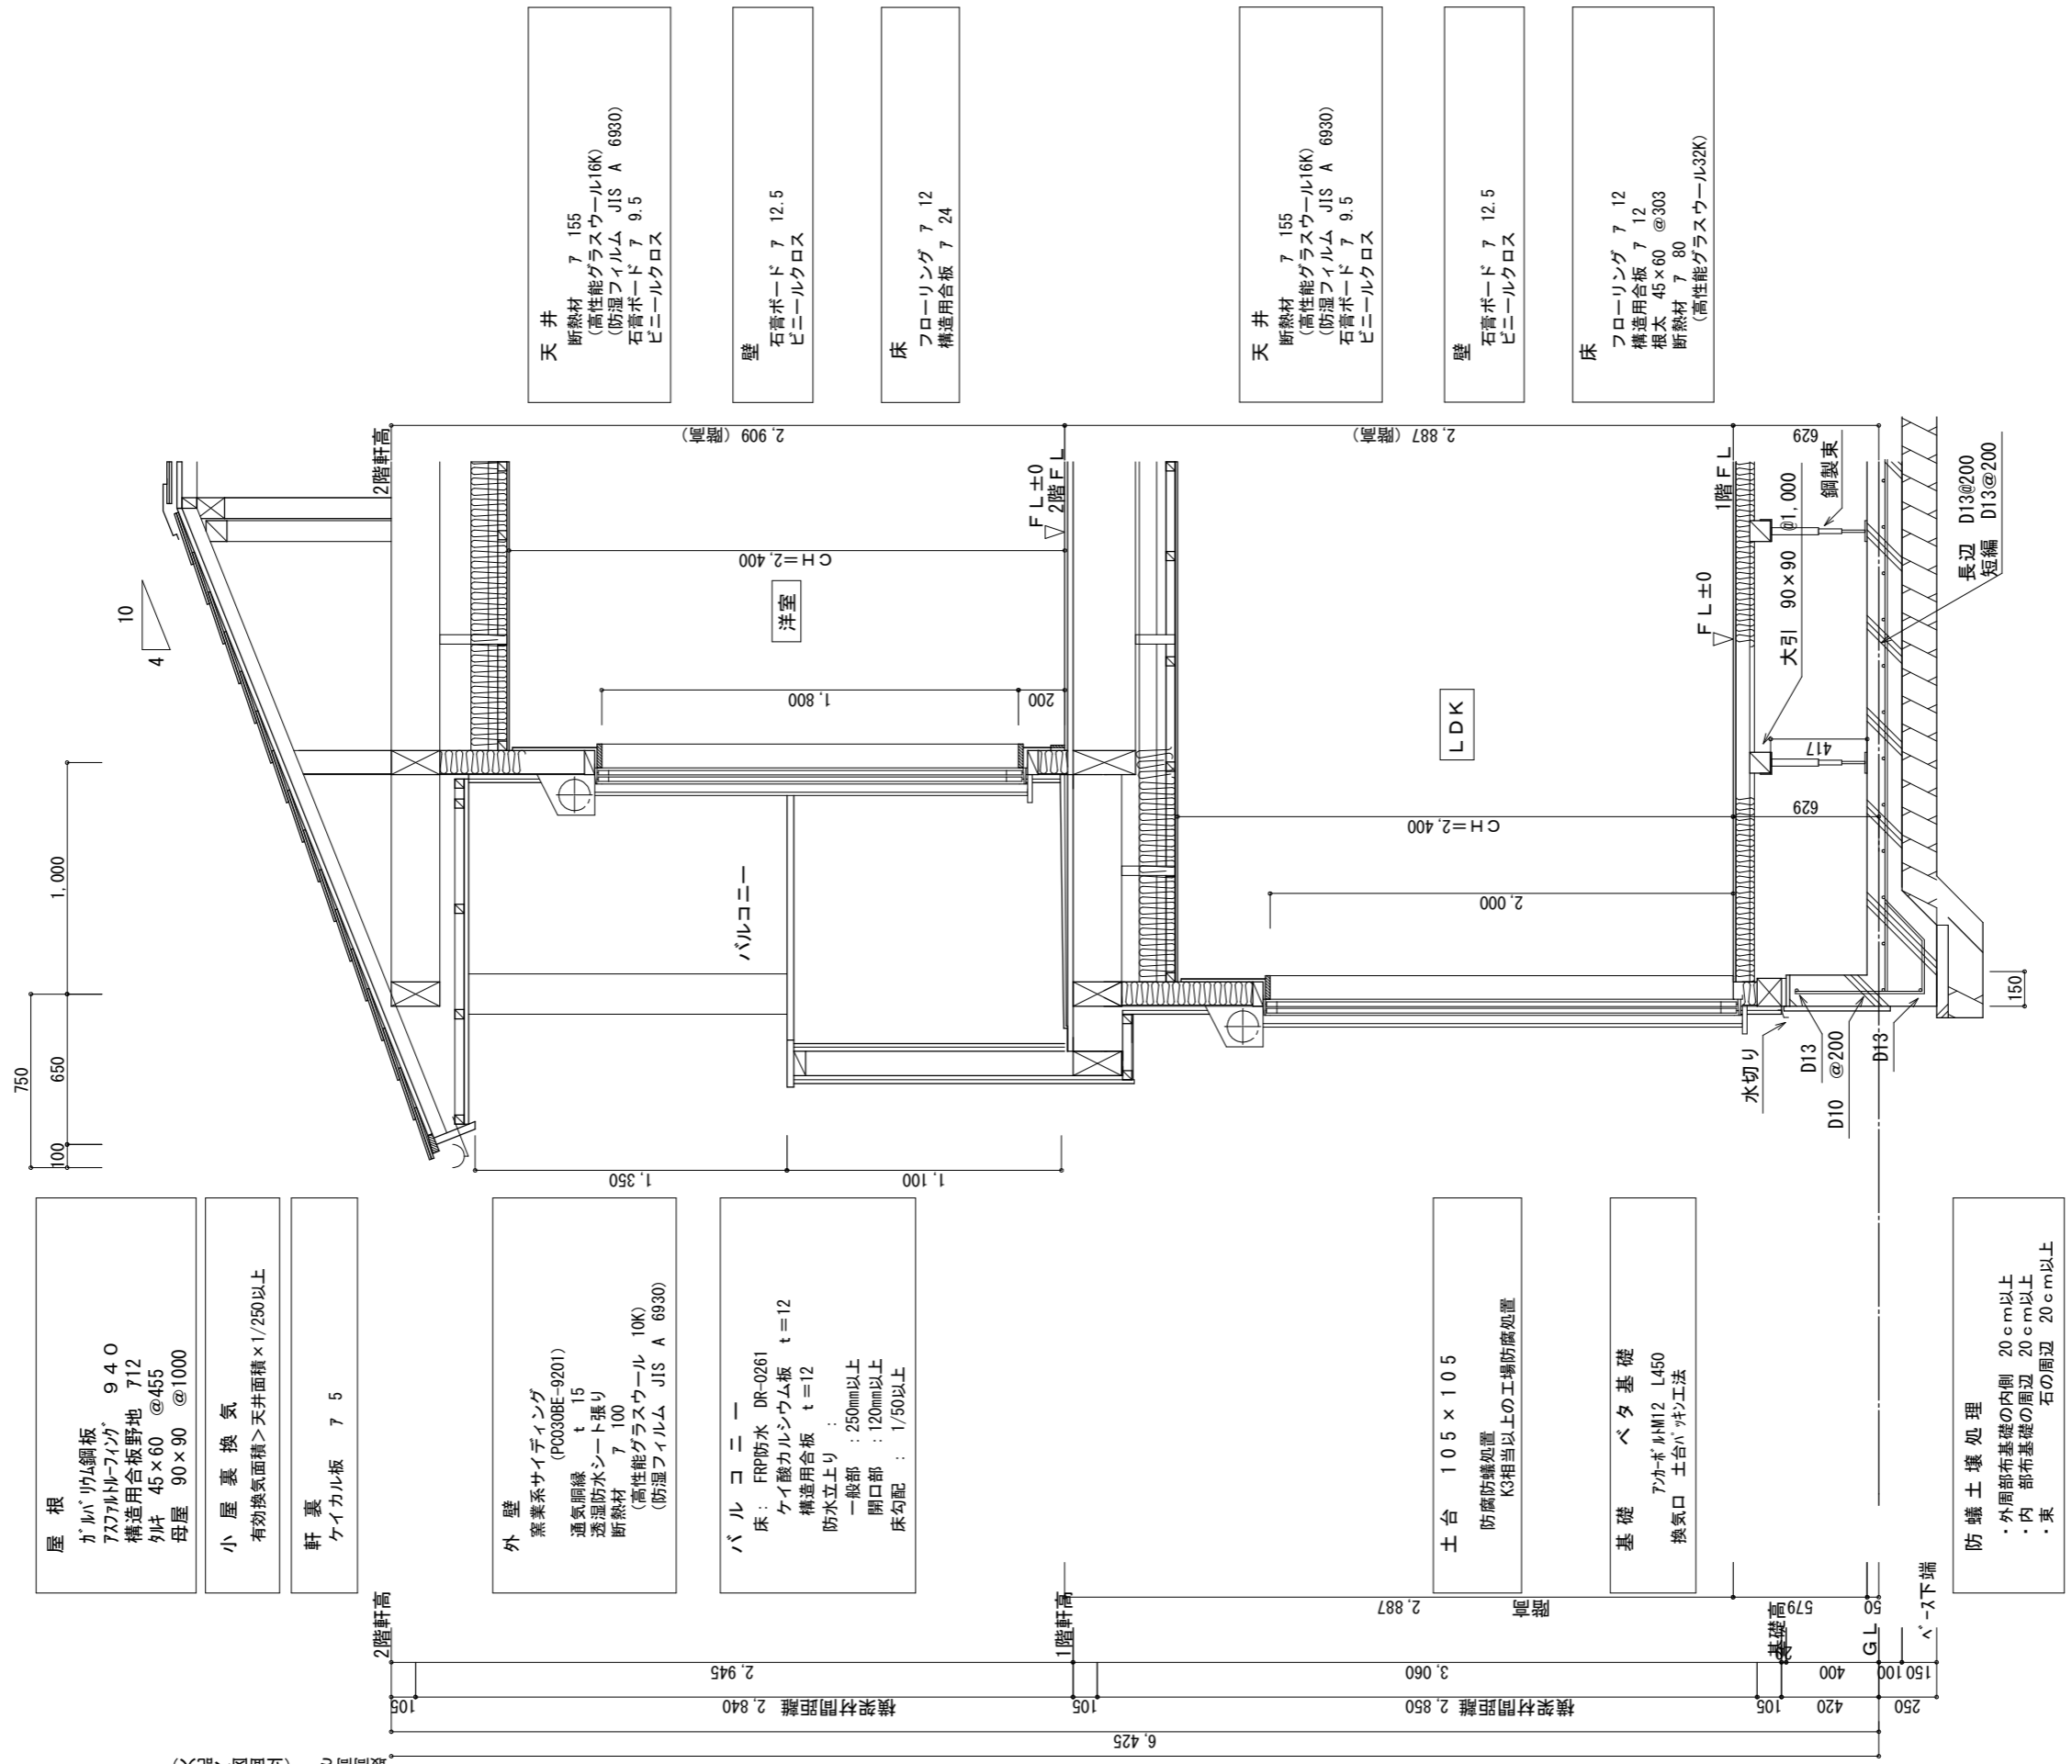 屋 根
ガルバリウム鋼板
アスファルトルーフィング 940
構造用合板野地 ｱ12
タルキ 45×60 @455
母屋 90×90 @1000
小 屋 裏 換 気
有効換気面積＞天井面積×1/250以上
軒 裏
ケイカル板 ｱ 5
外 壁
窯業系サイディング
(PC030BE-9201)
通気胴縁 t 15
透湿防水シート張り
断熱材 ｱ 100
(高性能グラスウール 10K)
(防湿フィルム JIS A 6930)
バ ル コ ニ ー
床： FRP防水 DR-0261
ケイ酸カルシウム板 t＝12
構造用合板 t＝12
防水立上り ：
一般部 ：250mm以上
開口部 ：120mm以上
床勾配 ： 1/50以上
土 台 105×105
防腐防蟻処置
K3相当以上の工場防腐処置
基 礎 ベ タ 基 礎
アンカーボルトM12 L450
換気口 土台パッキン工法
防 蟻 土 壌 処 理
・外周部布基礎の内側 20ｃｍ以上
・内 部布基礎の周辺 20ｃｍ以上
・束 石の周辺 20ｃｍ以上
天 井
断熱材 ｱ 155
(高性能グラスウール16K)
(防湿フィルム JIS A 6930)
石膏ボード ｱ 9.5
ビニールクロス
壁
石膏ボード ｱ 12.5
ビニールクロス
床
フローリング ｱ 12
構造用合板 ｱ 24
天 井
断熱材 ｱ 155
(高性能グラスウール16K)
(防湿フィルム JIS A 6930)
石膏ボード ｱ 9.5
ビニールクロス
壁
石膏ボード ｱ 12.5
ビニールクロス
床
フローリング ｱ 12
構造用合板 ｱ 12
根太 45×60 @303
断熱材 ｱ 80
(高性能グラスウール32K)
750
100
650
1,000
10
4
2階軒高
2,909 (階高)
CH＝2,400
洋室
1,800
200
FL±0
2階FL
バルコニー
1,350
1,100
2,887 (階高)
LDK
CH＝2,400
2,000
FL±0
1階FL
629
629
417
大引 90×90 @1,000
鋼製束
長辺 D13@200
短編 D13@200
水切り
D13
D10 @200
D13
150
2階軒高
1階軒高
基礎高
GL
ベース下端
階高 2,887
579
50
2,945
3,060
400
100
150
105
横架材間距離 2,840
105
横架材間距離 2,850
105
420
250
6,425